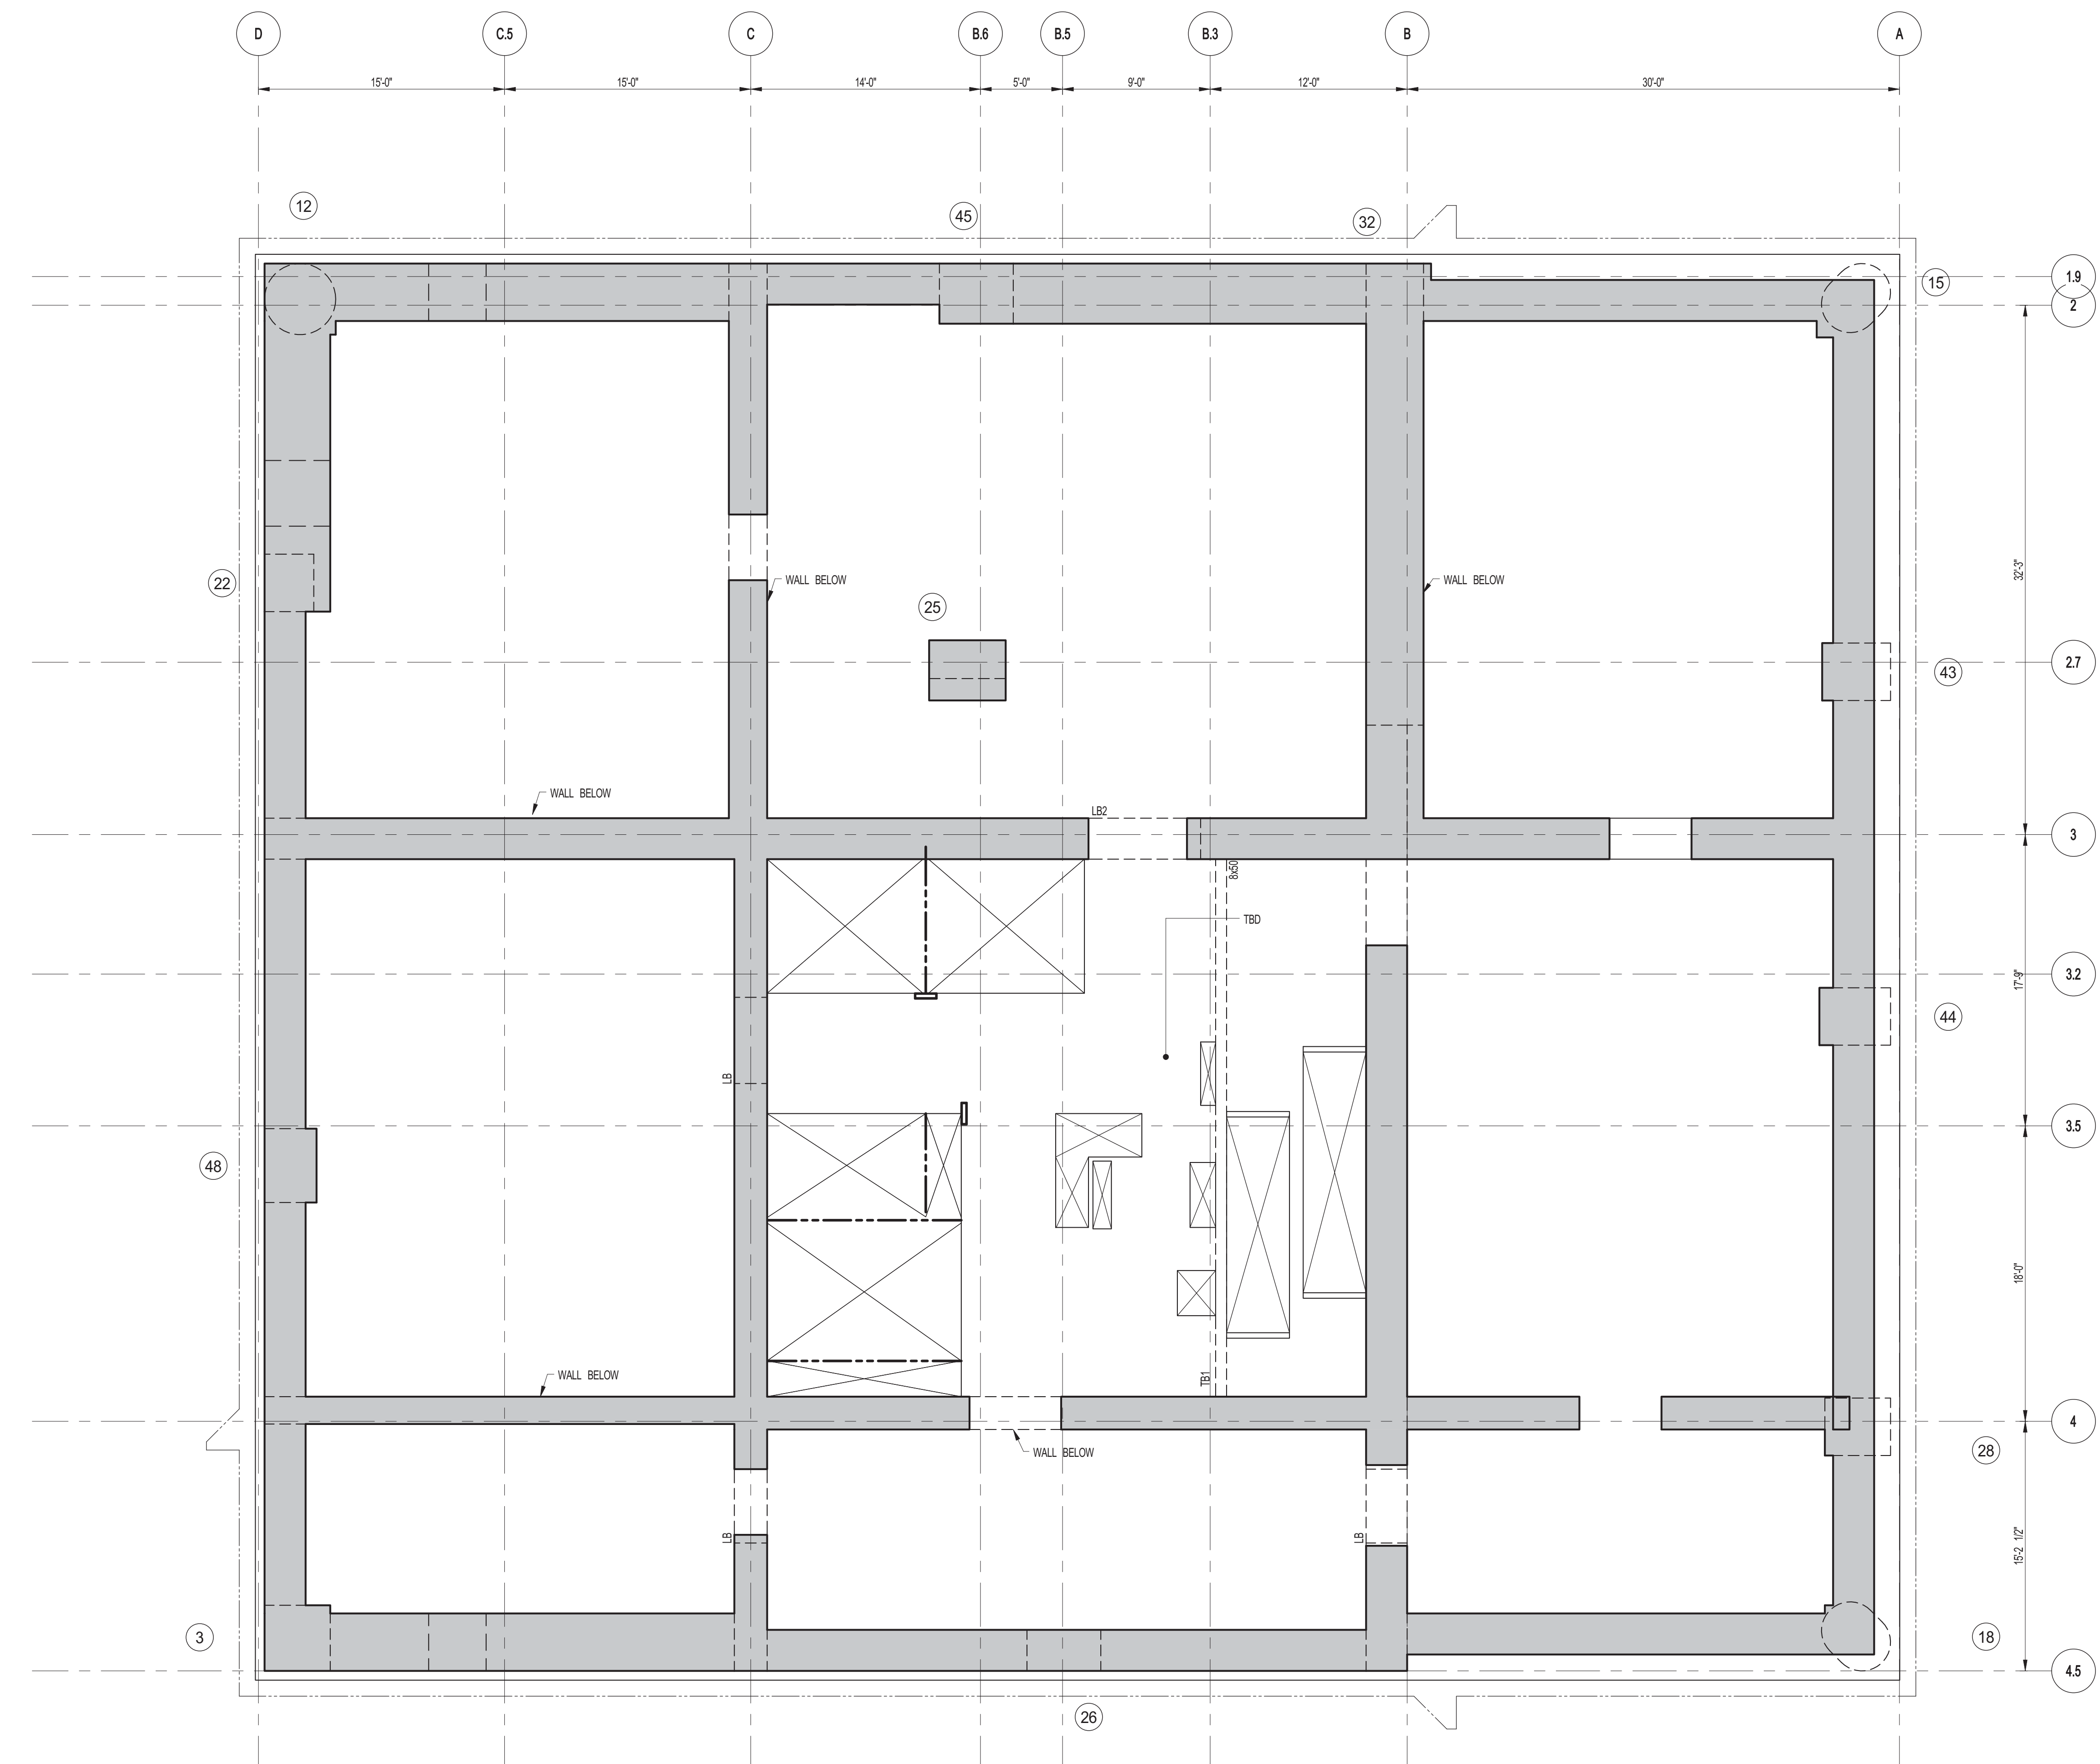 D
C.5
C
B.6
B.5
B.3
B
A
15'-0"
15'-0"
14'-0"
5'-0"
9'-0"
12'-0"
30'-0"
12
45
32
15
1.9
2
32'-3"
22
WALL BELOW
25
WALL BELOW
43
2.7
WALL BELOW
LB2
3
8x50
TBD
17'-9"
3.2
44
LB
3.5
48
18'-0"
WALL BELOW
TB1
4
WALL BELOW
28
LB
LB
15'-2 1/2"
3
18
4.5
26